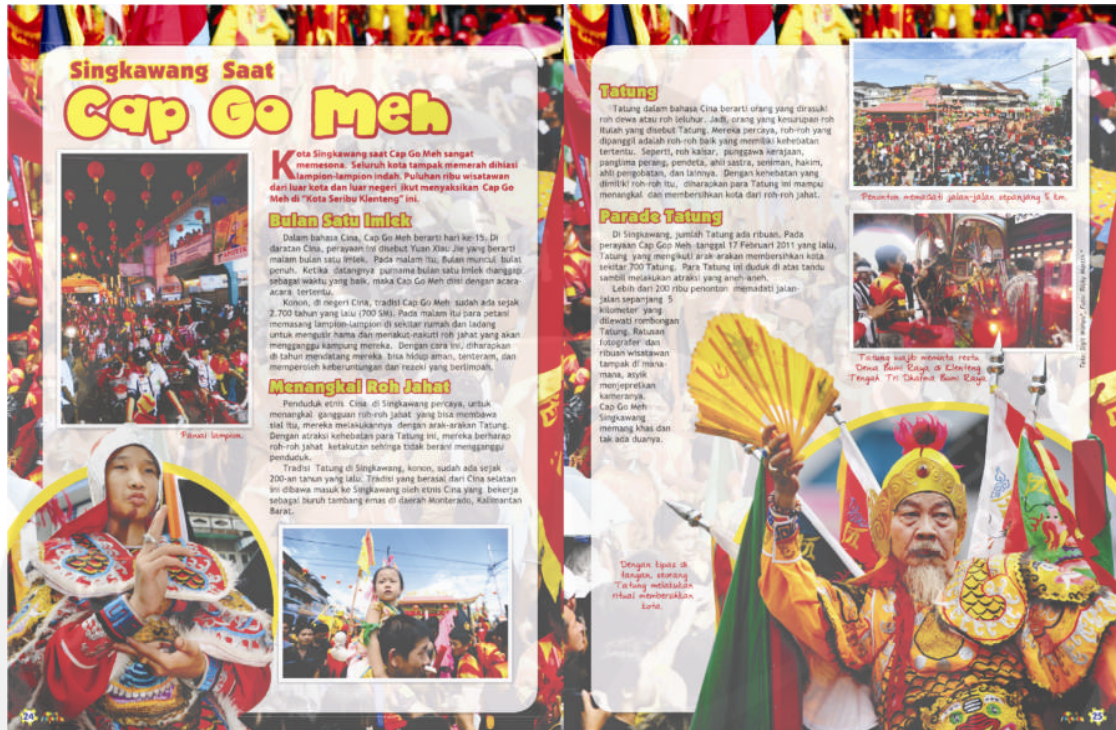 Singkawang Saat
Cap Go Meh
Kota Singkawang saat Cap Go Meh sangat
memesona. Seluruh kota tampak memerah dihiasi
lampion-lampion indah. Puluhan ribu wisatawan
dari luar kota dan luar negeri ikut menyaksikan Cap Go
Meh di "Kota Seribu Klenteng" ini.
Bulan Satu Imlek
Dalam bahasa Cina, Cap Go Meh berarti hari ke-15. Di
daratan Cina, perayaan ini disebut Yuan Xiau Jie yang berarti
malam bulan satu Imlek. Pada malam itu, Bulan muncul bulat
penuh. Ketika datangnya purnama bulan satu Imlek dianggap
sebagai waktu yang baik, maka Cap Go Meh diisi dengan acara-
acara tertentu.
Konon, di negeri Cina, tradisi Cap Go Meh sudah ada sejak
2.700 tahun yang lalu (700 SM). Pada malam itu para petani
memasang lampion-lampion di sekitar rumah dan ladang
untuk mengusir hama dan menakut-nakuti roh jahat yang akan
mengganggu kampung mereka. Dengan cara ini, diharapkan
di tahun mendatang mereka bisa hidup aman, tenteram, dan
memperoleh keberuntungan dan rezeki yang berlimpah.
Menangkal Roh Jahat
Penduduk etnis Cina di Singkawang percaya, untuk
menangkal gangguan roh-roh jahat yang bisa membawa
sial itu, mereka melakukannya dengan arak-arakan Tatung.
Dengan atraksi kehebatan para Tatung ini, mereka berharap
roh-roh jahat ketakutan sehinga tidak berani mengganggu
penduduk.
Tradisi Tatung di Singkawang, konon, sudah ada sejak
200-an tahun yang lalu. Tradisi yang berasal dari Cina selatan
ini dibawa masuk ke Singkawang oleh etnis Cina yang bekerja
sebagai buruh tambang emas di daerah Monterado, Kalimantan
Barat.
Pawai lampion.
24
Tatung
Tatung dalam bahasa Cina berarti orang yang dirasuki
roh dewa atau roh leluhur. Jadi, orang yang kesurupan roh
itulah yang disebut Tatung. Mereka percaya, roh-roh yang
dipanggil adalah roh-roh baik yang memiliki kehebatan
tertentu. Seperti, roh kaisar, punggawa kerajaan,
panglima perang, pendeta, ahli sastra, seniman, hakim,
ahli pengobatan, dan lainnya. Dengan kehebatan yang
dimiliki roh-roh itu, diharapkan para Tatung ini mampu
menangkal dan membersihkan kota dari roh-roh jahat.
Parade Tatung
Di Singkawang, jumlah Tatung ada ribuan. Pada
perayaan Cap Gop Meh tanggal 17 Februari 2011 yang lalu,
Tatung yang mengikuti arak-arakan membersihkan kota
sekitar 700 Tatung. Para Tatung ini duduk di atas tandu
sambil melakukan atraksi yang aneh-aneh.
Lebih dari 200 ribu penonton memadati jalan-
jalan sepanjang 5
kilometer yang
dilewati rombongan
Tatung. Ratusan
fotografer dan
ribuan wisatawan
tampak di mana-
mana, asyik
menjepretkan
kameranya.
Cap Go Meh
Singkawang
memang khas dan
tak ada duanya.
Penonton memadati jalan-jalan sepanjang 5 km.
Tatung wajib meminta restu
Dewa Bumi Raya di Klenteng
Tengah Tri Dharma Bumi Raya.
Dengan kipas di
tangan, seorang
Tatung melakukan
ritual membersihkan
kota.
25